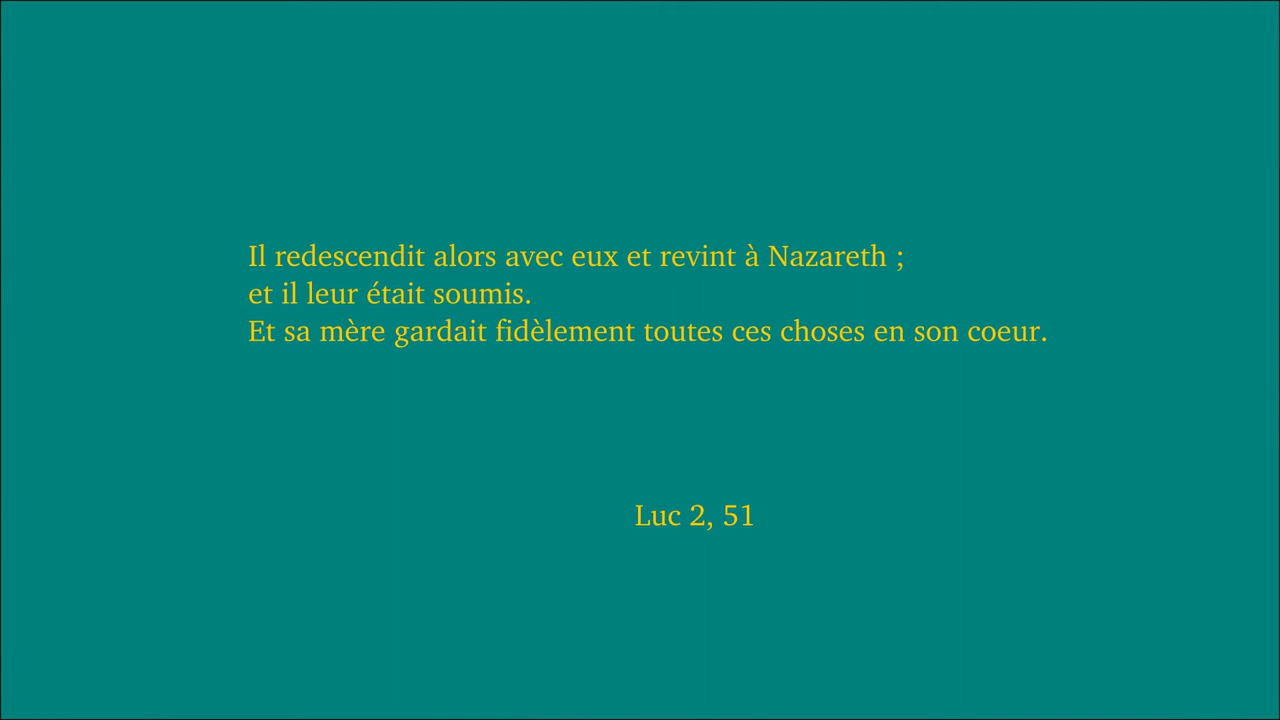 Il redescendit alors avec eux et revint à Nazareth ;
et il leur était soumis.
Et sa mère gardait fidèlement toutes ces choses en son coeur.
Luc 2, 51